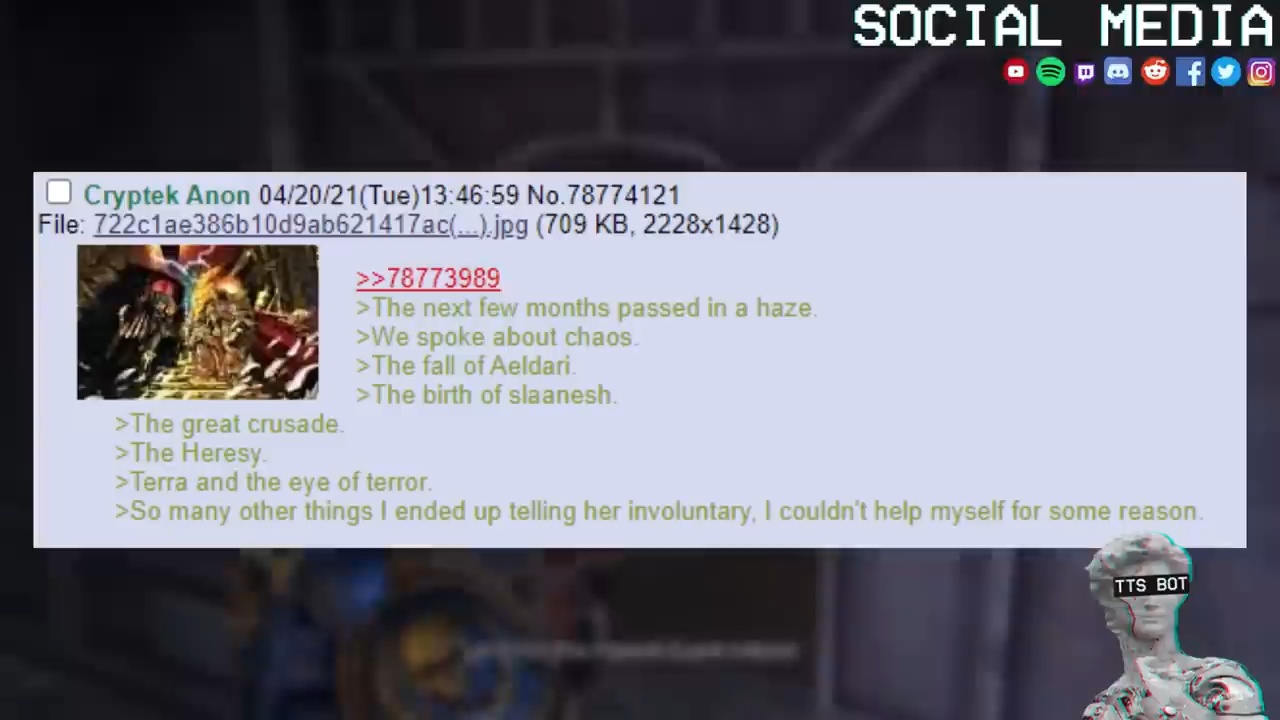 SOCIAL MEDIA
Cryptek Anon 04/20/21(Tue)13:46:59 No.78774121
File: 722c1ae386b10d9ab621417ac(...).jpg (709 KB, 2228x1428)
>>78773989
>The next few months passed in a haze.
>We spoke about chaos.
>The fall of Aeldari.
>The birth of slaanesh.
>The great crusade.
>The Heresy.
>Terra and the eye of terror.
>So many other things I ended up telling her involuntary, I couldn't help myself for some reason.
TTS BOT